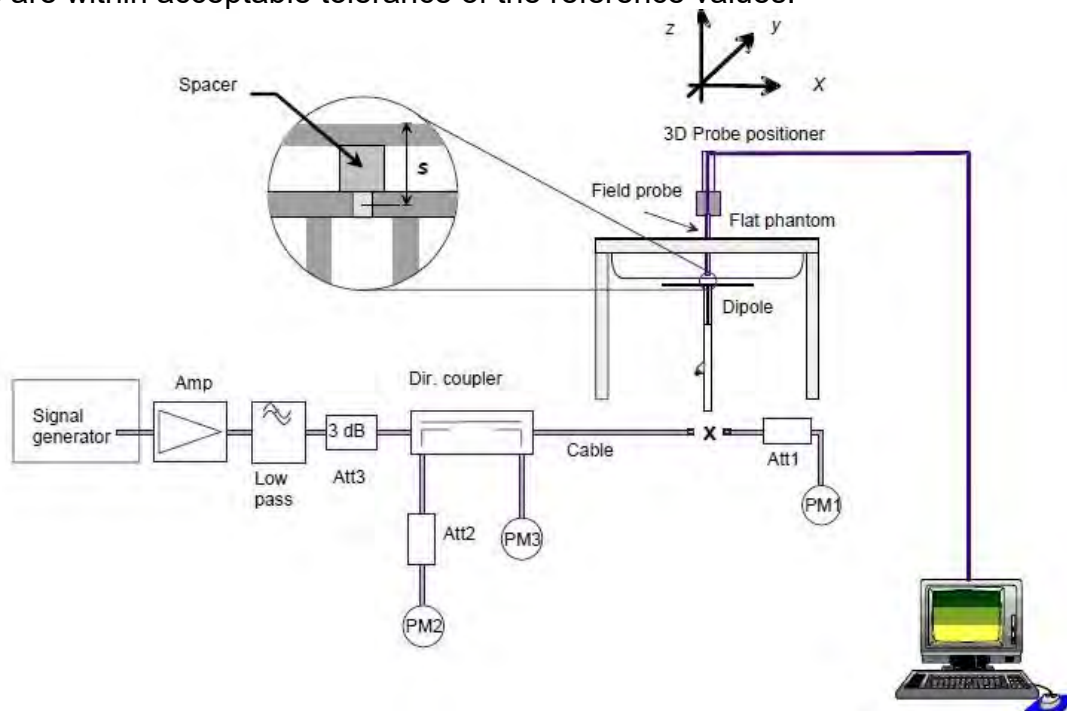 are within acceptable tolerance of the reference values.
z
y
X
Spacer
s
3D Probe positioner
Field probe
Flat phantom
Dipole
Signal
generator
Amp
Low
pass
3 dB
Att3
Dir. coupler
Cable
x
Att1
PM1
Att2
PM3
PM2